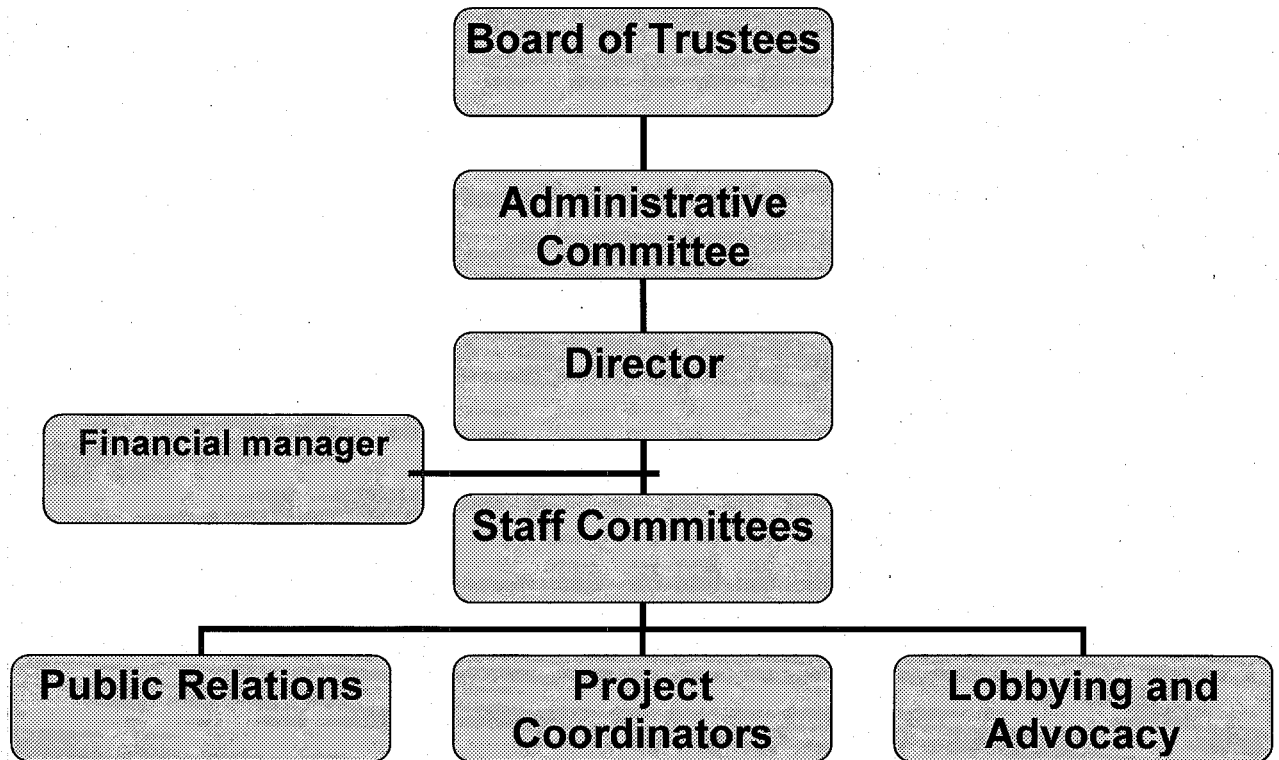 Board of Trustees
Administrative
Committee
Director
Financial manager
Staff Committees
Public Relations
Project
Coordinators
Lobbying and
Advocacy